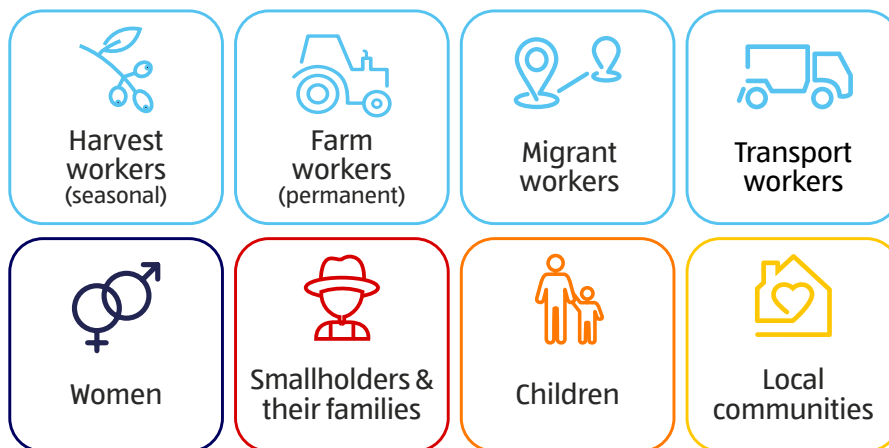 Harvest
workers
(seasonal)
Farm
workers
(permanent)
Migrant
workers
Transport
workers
Women
Smallholders &
their families
Children
Local
communities